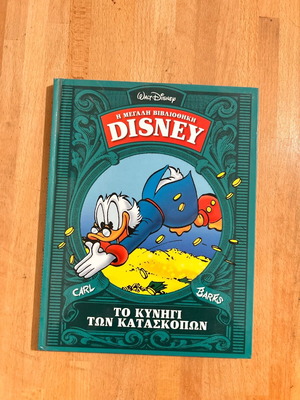 Walt Disney
Η ΜΕΓΑΛΗ ΒΙΒΛΙΟΘΗΚΗ
DISNEY
CARL BARKS
ΤΟ ΚΥΝΗΓΙ
ΤΩΝ ΚΑΤΑΣΚΟΠΩΝ